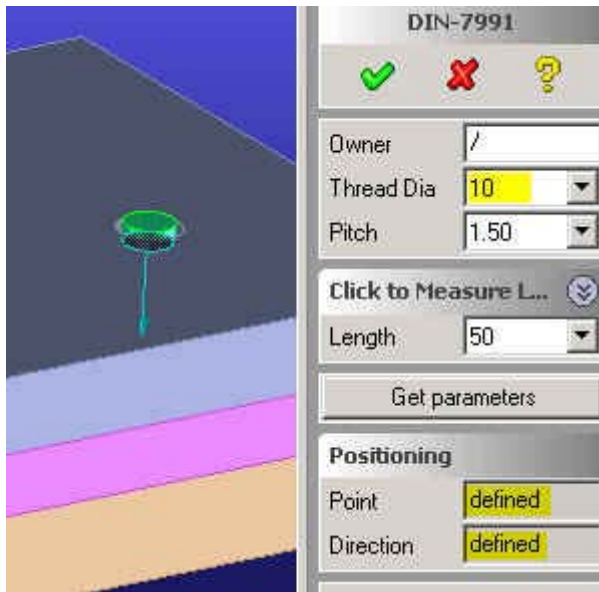 DIN-7991
Owner /
Thread Dia 10
Pitch 1.50
Click to Measure L...
Length 50
Get parameters
Positioning
Point defined
Direction defined